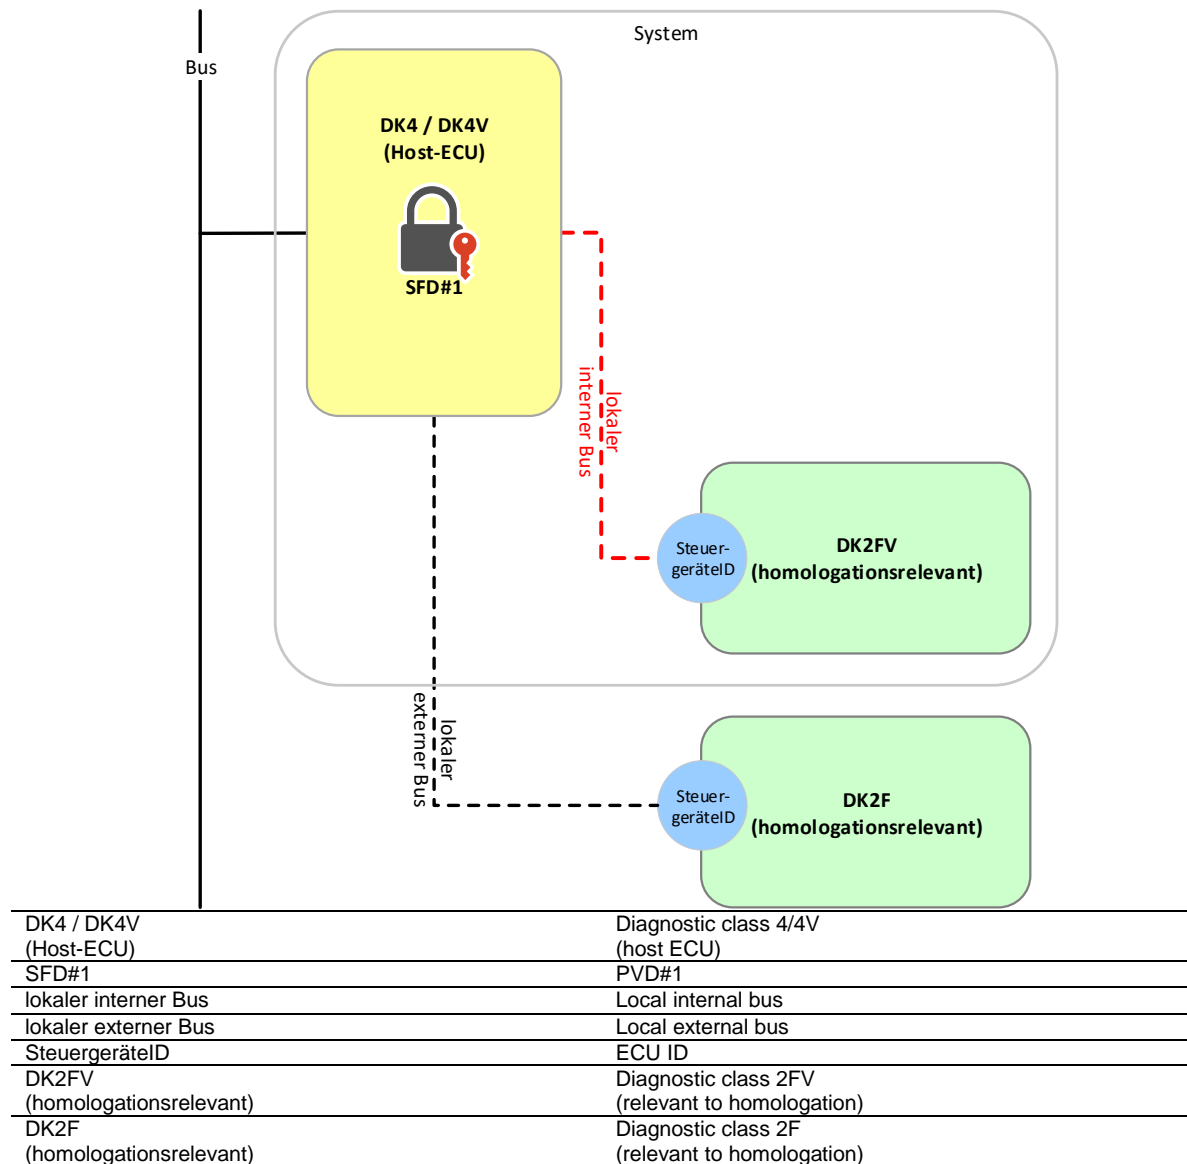 System
Bus
DK4 / DK4V
(Host-ECU)
SFD#1
lokaler
interner Bus
Steuer-
geräteID
DK2FV
(homologationsrelevant)
lokaler
externer Bus
Steuer-
geräteID
DK2F
(homologationsrelevant)
DK4 / DK4V
(Host-ECU)
Diagnostic class 4/4V
(host ECU)
SFD#1
PVD#1
lokaler interner Bus
Local internal bus
lokaler externer Bus
Local external bus
SteuergeräteID
ECU ID
DK2FV
(homologationsrelevant)
Diagnostic class 2FV
(relevant to homologation)
DK2F
(homologationsrelevant)
Diagnostic class 2F
(relevant to homologation)